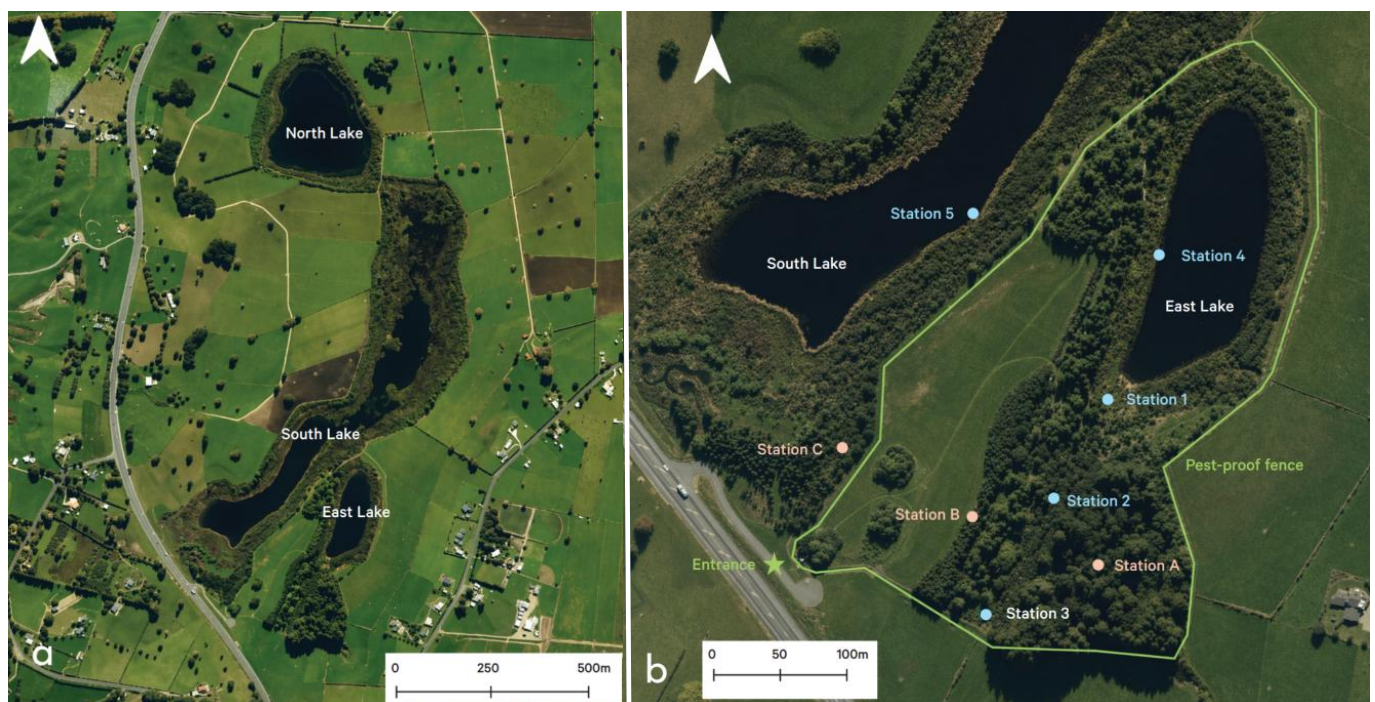 North Lake
South Lake
East Lake
a
0 250 500m
Station 5
South Lake
Station 4
East Lake
Station 1
Station C
Pest-proof fence
Station B
Station 2
Entrance
Station A
Station 3
0 50 100m
b